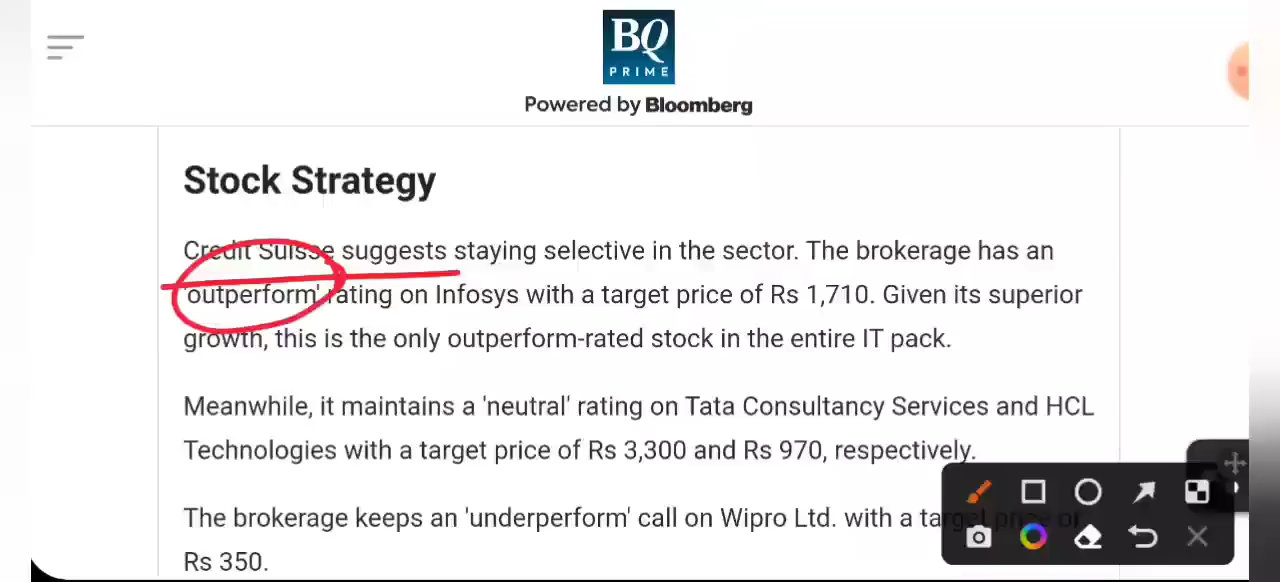 BQ
PRIME
Powered by Bloomberg
Stock Strategy
Credit Suisse suggests staying selective in the sector. The brokerage has an
'outperform' rating on Infosys with a target price of Rs 1,710. Given its superior
growth, this is the only outperform-rated stock in the entire IT pack.
Meanwhile, it maintains a 'neutral' rating on Tata Consultancy Services and HCL
Technologies with a target price of Rs 3,300 and Rs 970, respectively.
The brokerage keeps an 'underperform' call on Wipro Ltd. with a target price of
Rs 350.